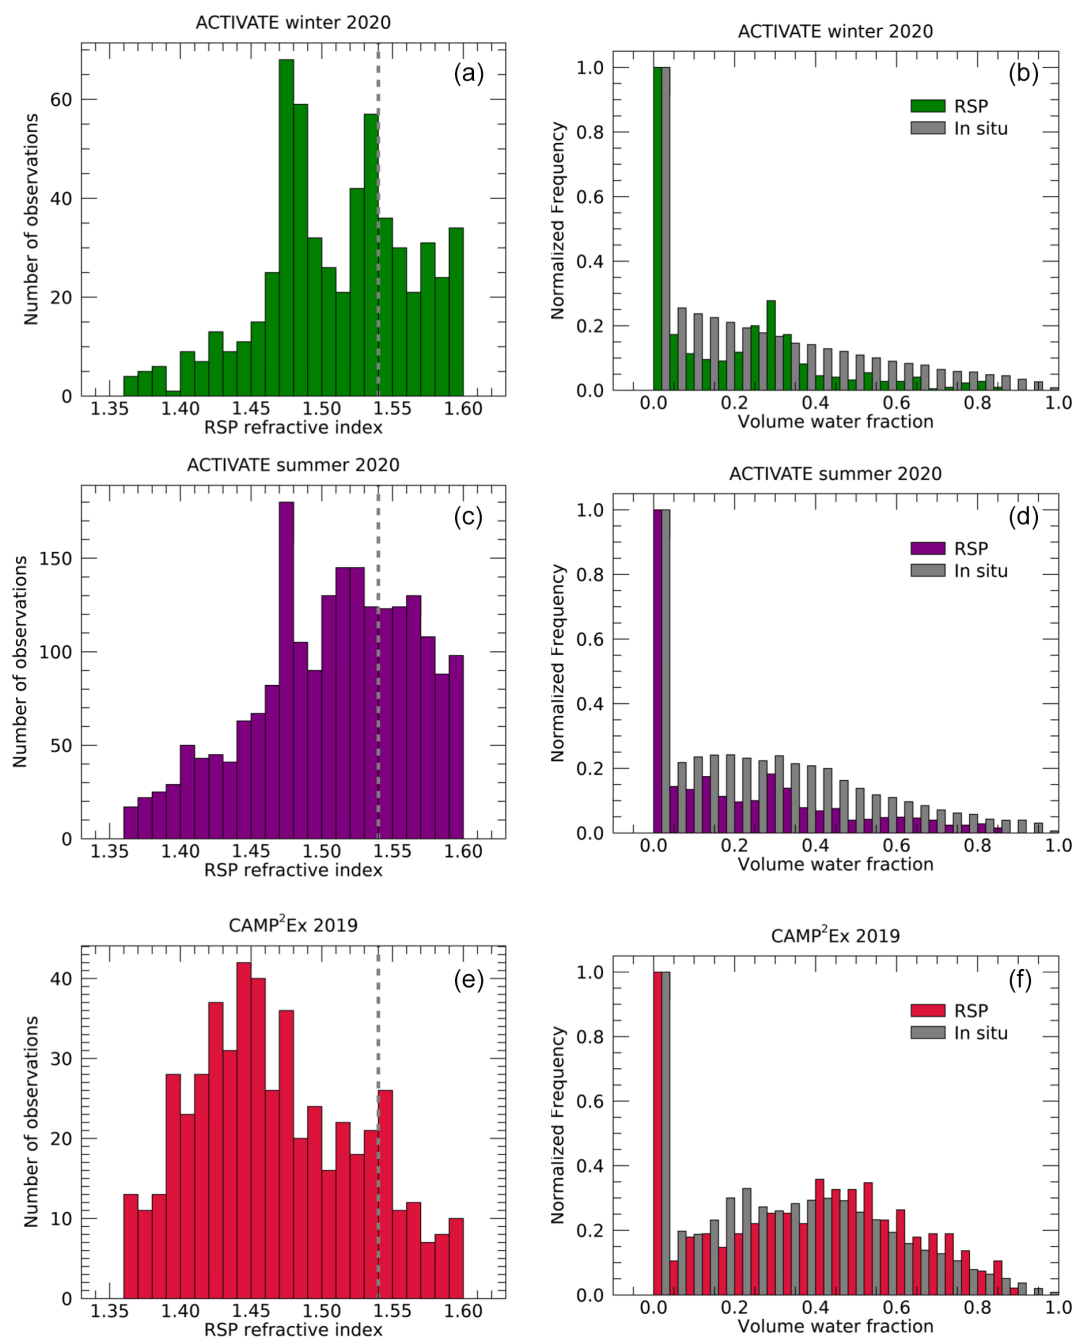 ACTIVATE winter 2020
(a)
Number of observations
60
40
20
0
1.35 1.40 1.45 1.50 1.55 1.60
RSP refractive index
ACTIVATE winter 2020
(b)
RSP
In situ
Normalized Frequency
1.0
0.8
0.6
0.4
0.2
0.0
0.0 0.2 0.4 0.6 0.8 1.0
Volume water fraction
ACTIVATE summer 2020
(c)
Number of observations
150
100
50
0
1.35 1.40 1.45 1.50 1.55 1.60
RSP refractive index
ACTIVATE summer 2020
(d)
RSP
In situ
Normalized Frequency
1.0
0.8
0.6
0.4
0.2
0.0
0.0 0.2 0.4 0.6 0.8 1.0
Volume water fraction
CAMP²Ex 2019
(e)
Number of observations
40
30
20
10
0
1.35 1.40 1.45 1.50 1.55 1.60
RSP refractive index
CAMP²Ex 2019
(f)
RSP
In situ
Normalized Frequency
1.0
0.8
0.6
0.4
0.2
0.0
0.0 0.2 0.4 0.6 0.8 1.0
Volume water fraction